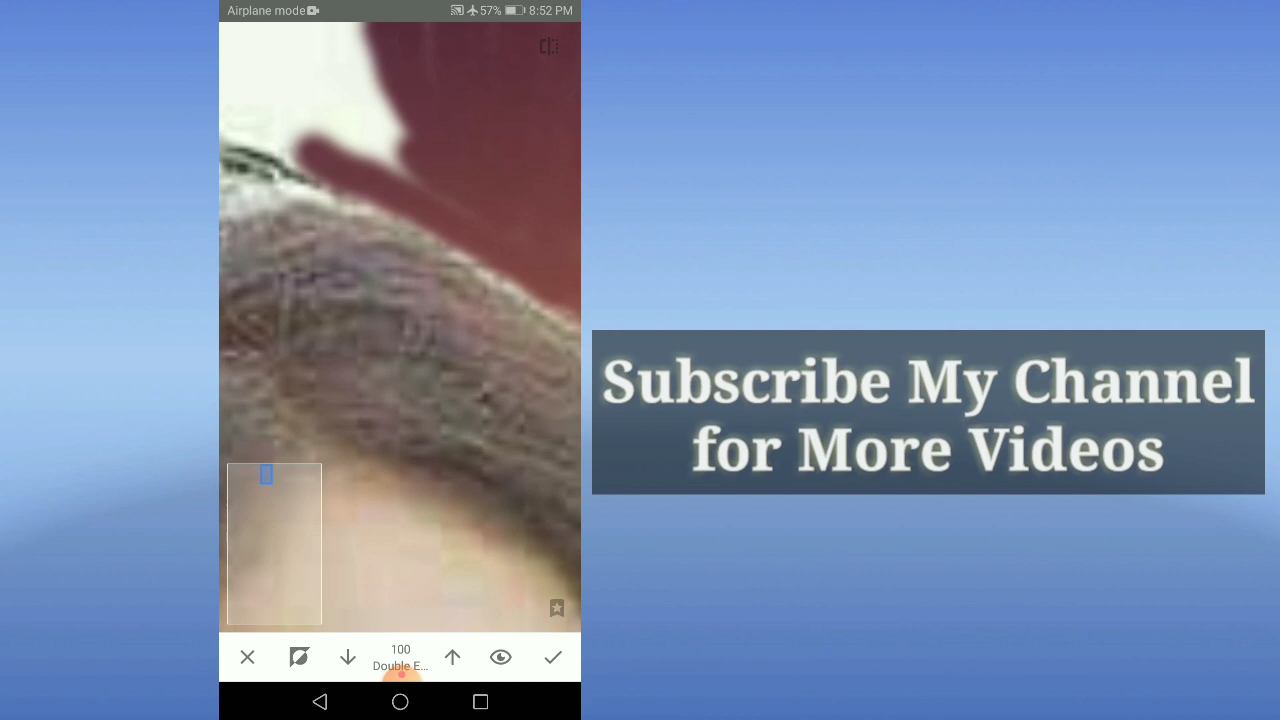 Airplane mode 57% 8:52 PM
Subscribe My Channel
for More Videos
100
Double E...